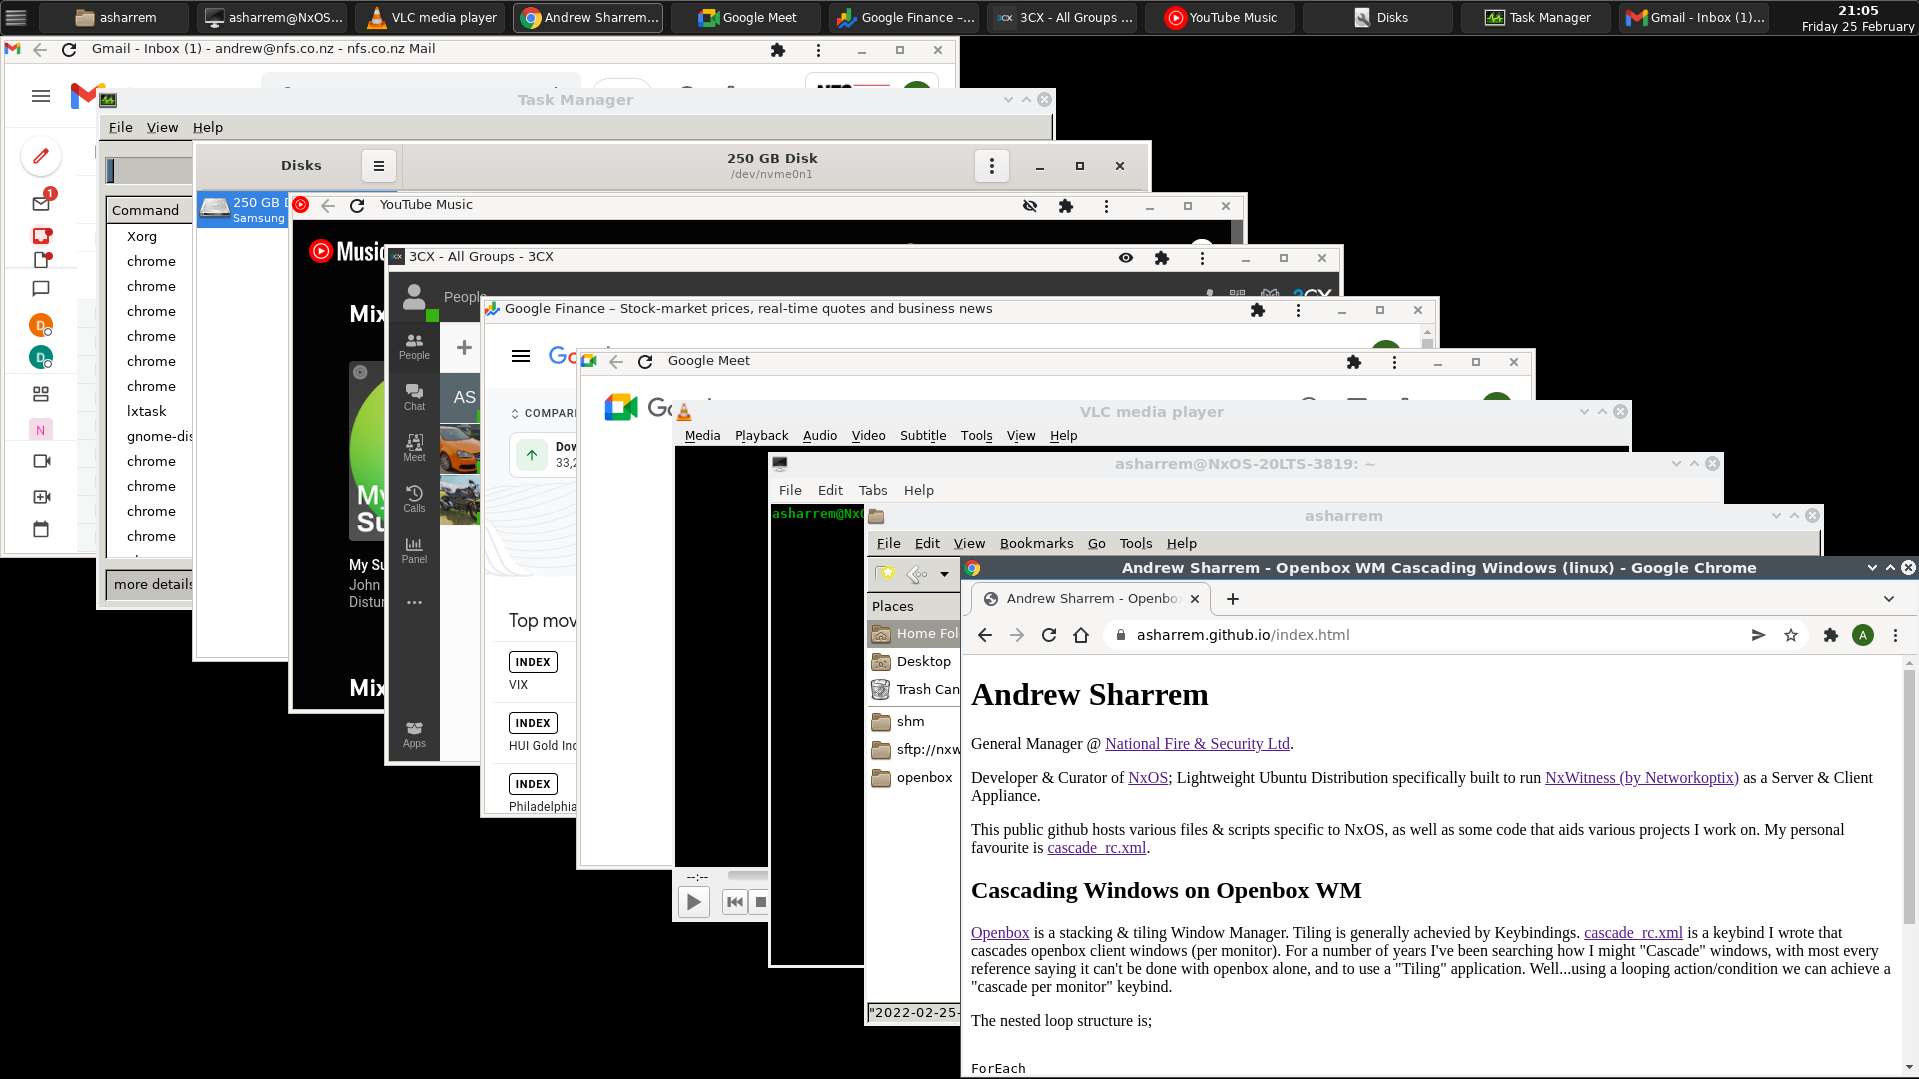 asharrem
asharrem@NxOS...
VLC media player
Andrew Sharrem...
Google Meet
Google Finance –...
3CX - All Groups ...
YouTube Music
Disks
Task Manager
Gmail - Inbox (1)...
21:05
Friday 25 February
Gmail - Inbox (1) - andrew@nfs.co.nz - nfs.co.nz Mail
1
D
D
N
Task Manager
File View Help
Command
Xorg
chrome
chrome
chrome
chrome
chrome
chrome
lxtask
gnome-dis
chrome
chrome
chrome
chrome
more details
Disks
250 GB Disk
/dev/nvme0n1
250 GB D
Samsung
YouTube Music
Music
Mix
My
Su
My Su
John
Distur
Mix
3CX - All Groups - 3CX
People
3CX
People
Chat
Meet
Calls
Panel
Apps
AS
Google Finance – Stock-market prices, real-time quotes and business news
COMPAR
Dow
33,2
Top mov
INDEX
VIX
INDEX
HUI Gold Ind
INDEX
Philadelphia
Google Meet
VLC media player
Media Playback Audio Video Subtitle Tools View Help
--:--
asharrem@NxOS-20LTS-3819: ~
File Edit Tabs Help
asharrem@NxO
asharrem
File Edit View Bookmarks Go Tools Help
Places
Home Fol
Desktop
Trash Can
shm
sftp://nxw
openbox
"2022-02-25-
Andrew Sharrem - Openbox WM Cascading Windows (linux) - Google Chrome
Andrew Sharrem - Openbo
asharrem.github.io/index.html
A
Andrew Sharrem
General Manager @ National Fire & Security Ltd.
Developer & Curator of NxOS; Lightweight Ubuntu Distribution specifically built to run NxWitness (by Networkoptix) as a Server & Client
Appliance.
This public github hosts various files & scripts specific to NxOS, as well as some code that aids various projects I work on. My personal
favourite is cascade_rc.xml.
Cascading Windows on Openbox WM
Openbox is a stacking & tiling Window Manager. Tiling is generally achevied by Keybindings. cascade_rc.xml is a keybind I wrote that
cascades openbox client windows (per monitor). For a number of years I've been searching how I might "Cascade" windows, with most every
reference saying it can't be done with openbox alone, and to use a "Tiling" application. Well...using a looping action/condition we can achieve a
"cascade per monitor" keybind.
The nested loop structure is;
ForEach